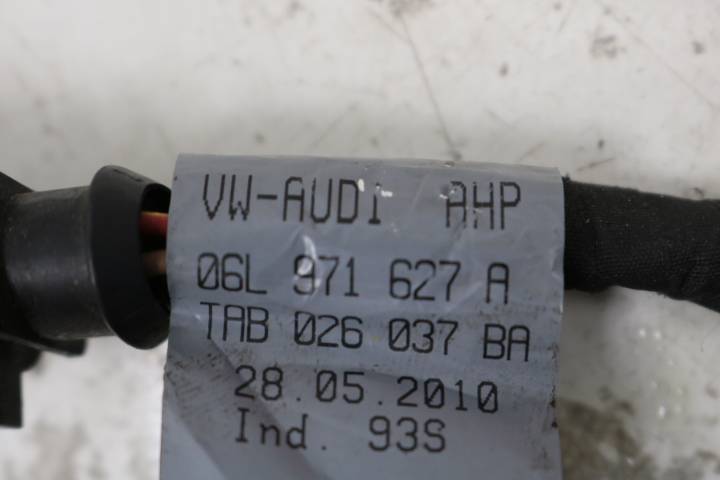 VW-AUDI AHP
06L 971 627 A
TAB 026 037 BA
28.05.2010
Ind. 93S